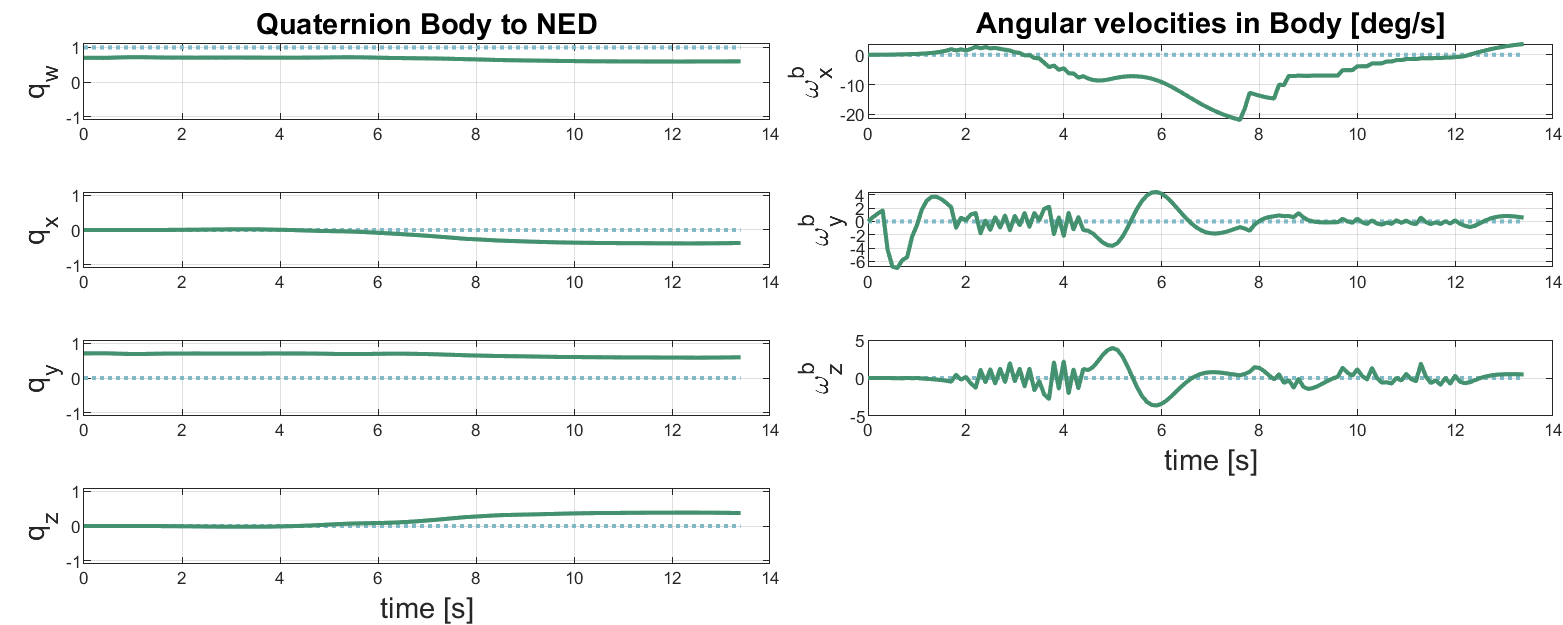 Quaternion Body to NED
q_w
1
0
-1
0 2 4 6 8 10 12 14
q_x
1
0
-1
0 2 4 6 8 10 12 14
q_y
1
0
-1
0 2 4 6 8 10 12 14
q_z
1
0
-1
0 2 4 6 8 10 12 14
time [s]
Angular velocities in Body [deg/s]
ω_x^b
0
-10
-20
0 2 4 6 8 10 12 14
ω_y^b
4
2
0
-2
-4
-6
0 2 4 6 8 10 12 14
ω_z^b
5
0
-5
0 2 4 6 8 10 12 14
time [s]